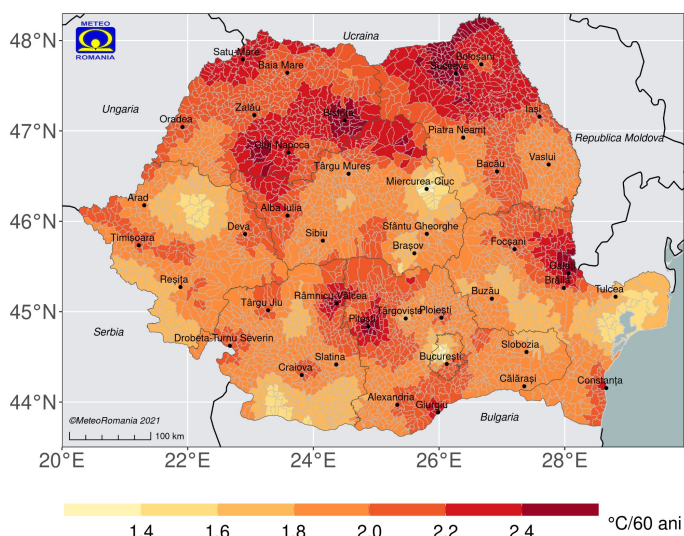 METEO
ROMANIA
Ucraina
48°N
Satu-Mare
Baia Mare
Botoșani
Suceava
Ungaria
Zalău
Bistrița
Iași
Oradea
47°N
Cluj-Napoca
Piatra Neamț
Republica Moldova
Târgu Mureș
Bacău
Vaslui
Miercurea-Ciuc
Arad
46°N
Alba Iulia
Deva
Sibiu
Sfântu Gheorghe
Timișoara
Brașov
Focșani
Galați
Reșița
Râmnicu-Vâlcea
Buzău
Brăila
Tulcea
45°N
Târgu Jiu
Târgoviște
Ploiești
Pitești
Serbia
Drobeta-Turnu Severin
Slatina
București
Slobozia
Craiova
Călărași
Constanța
44°N
Alexandria
Giurgiu
Bulgaria
©MeteoRomania 2021
100 km
20°E
22°E
24°E
26°E
28°E
°C/60 ani
1.4
1.6
1.8
2.0
2.2
2.4